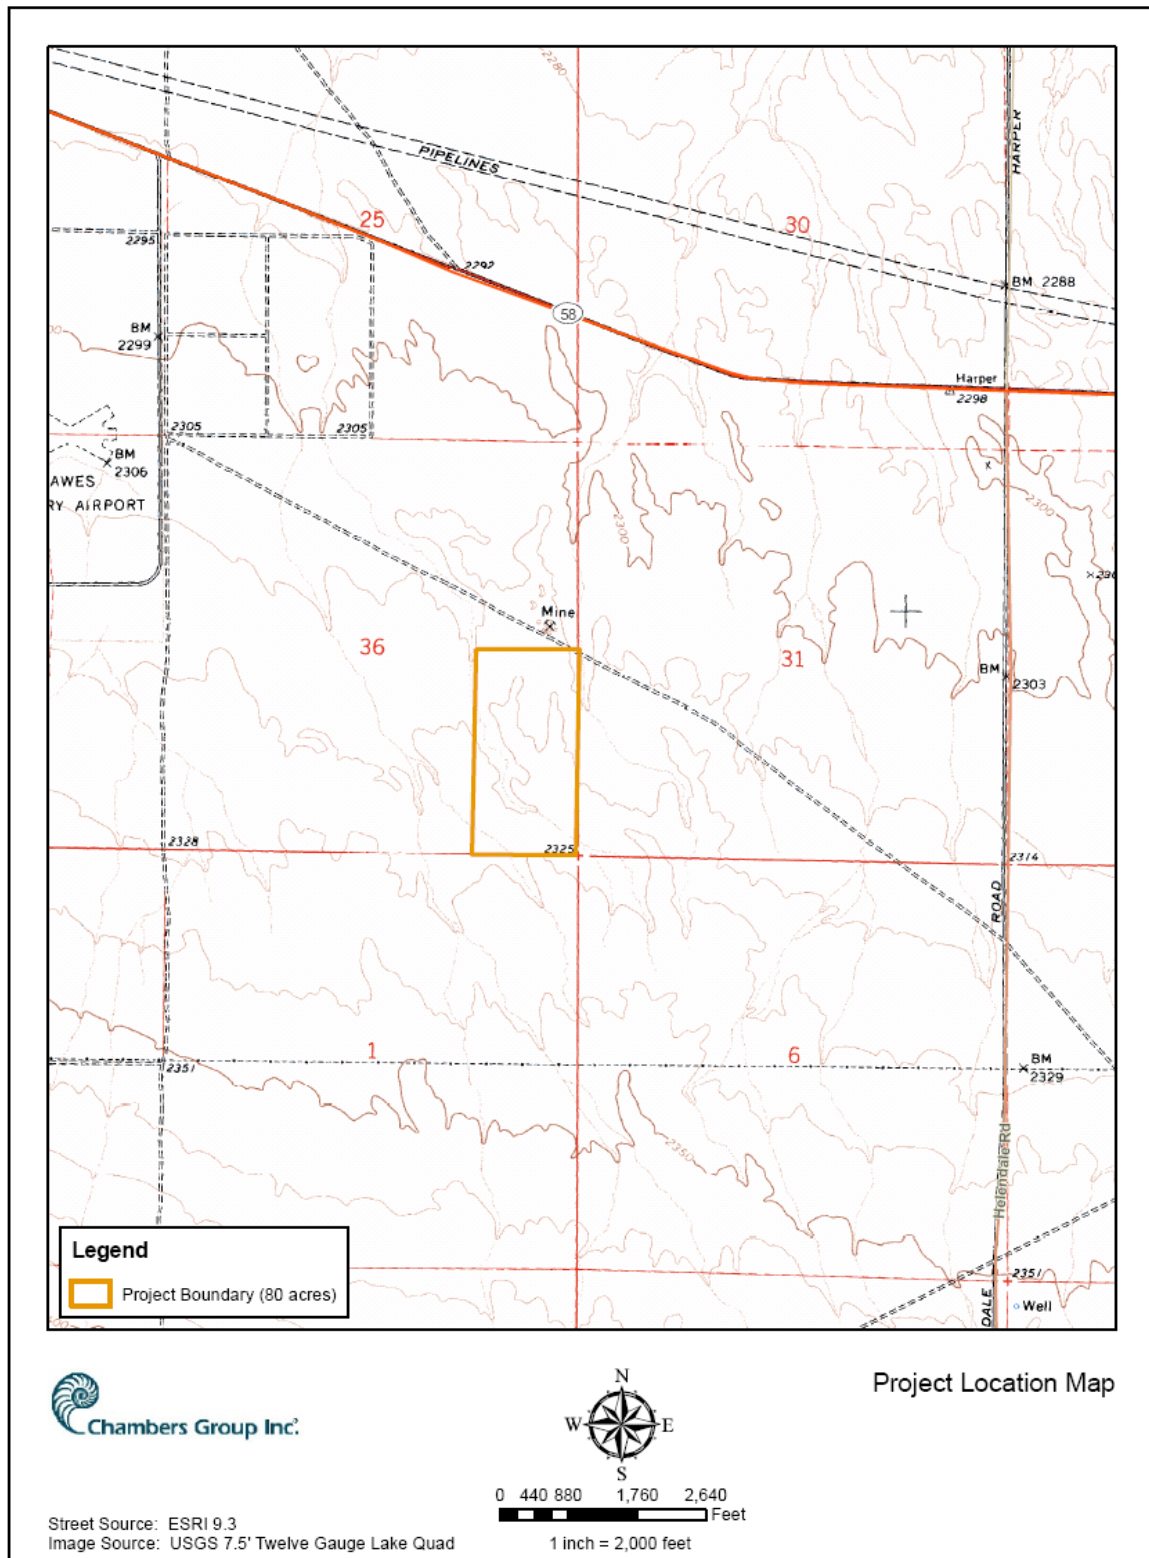 2280
HARPER
PIPELINES
25
30
2295
2292
BM 2288
58
BM
2299
Harper
2298
2305
2305
BM
2306
AWES
RY AIRPORT
2300
2300
Mine
36
31
BM
2303
2328
2325
2314
ROAD
1
6
2351
BM
2329
2350
Helendale Rd
2351
Well
DALE
Legend
Project Boundary (80 acres)
Chambers Group Inc.
N
W
E
S
Project Location Map
0 440 880 1,760 2,640
Feet
1 inch = 2,000 feet
Street Source: ESRI 9.3
Image Source: USGS 7.5' Twelve Gauge Lake Quad